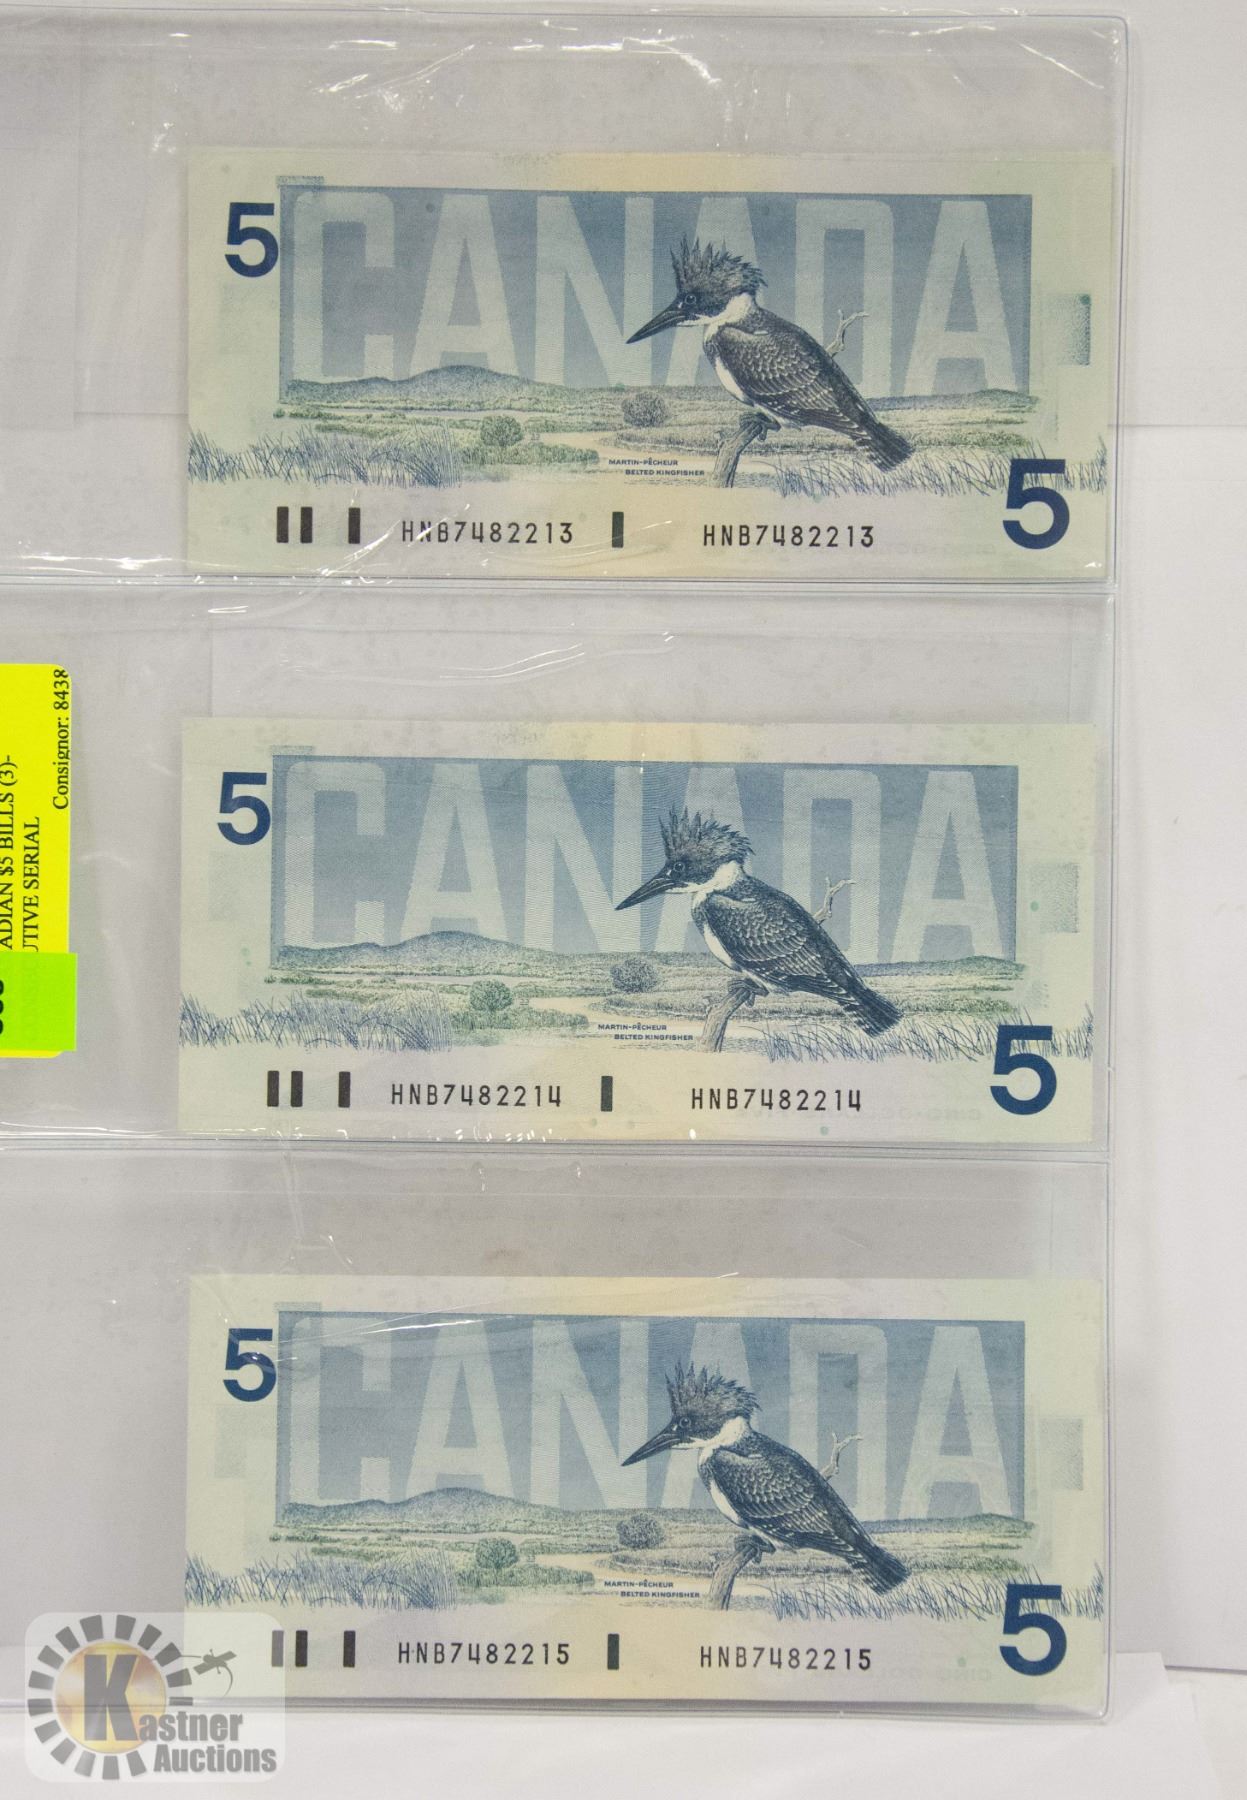 5
CANADA
MARTIN-PÊCHEUR
BELTED KINGFISHER
5
HNB7482213 HNB7482213
Consignor: 8438
ADIAN $5 BILLS (3)-
UTIVE SERIAL
5
CANADA
MARTIN-PÊCHEUR
BELTED KINGFISHER
5
HNB7482214 HNB7482214
5
CANADA
MARTIN-PÊCHEUR
BELTED KINGFISHER
5
HNB7482215 HNB7482215
Kastner
Auctions